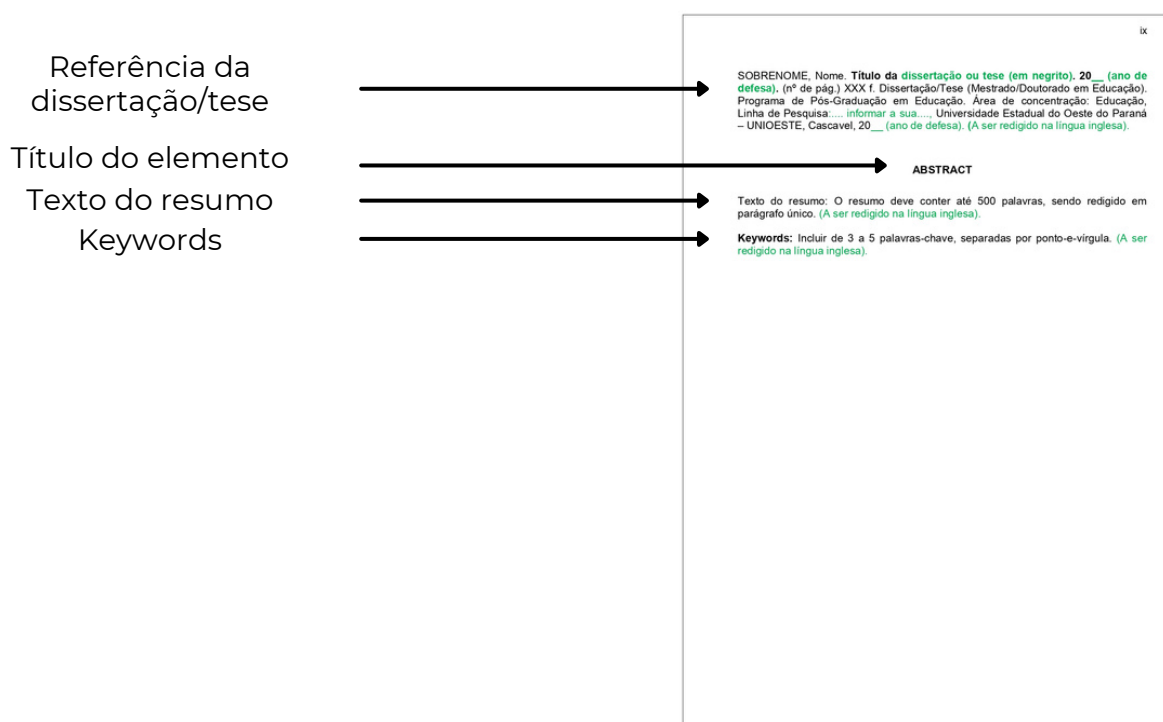 Referência da
dissertação/tese
Título do elemento
Texto do resumo
Keywords
ix
SOBRENOME, Nome. Título da dissertação ou tese (em negrito). 20__ (ano de
defesa). (nº de pág.) XXX f. Dissertação/Tese (Mestrado/Doutorado em Educação).
Programa de Pós-Graduação em Educação. Área de concentração: Educação,
Linha de Pesquisa:.... informar a sua...., Universidade Estadual do Oeste do Paraná
– UNIOESTE, Cascavel, 20__ (ano de defesa). (A ser redigido na língua inglesa).
ABSTRACT
Texto do resumo: O resumo deve conter até 500 palavras, sendo redigido em
parágrafo único. (A ser redigido na língua inglesa).
Keywords: Incluir de 3 a 5 palavras-chave, separadas por ponto-e-vírgula. (A ser
redigido na língua inglesa).